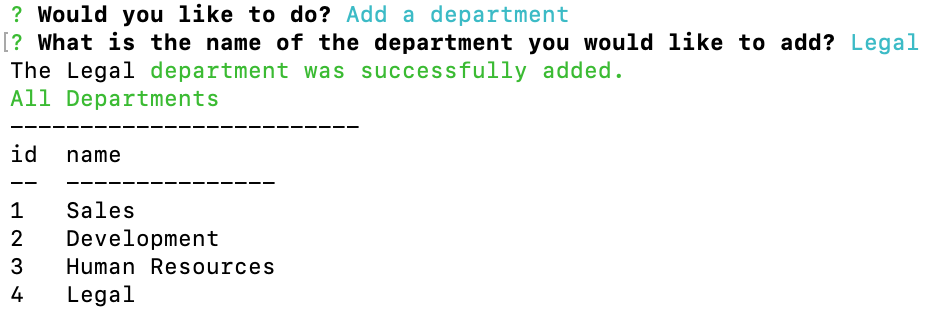 ? Would you like to do? Add a department
[? What is the name of the department you would like to add? Legal
The Legal department was successfully added.
All Departments
-------------------------
id  name
--  ---------------
1   Sales
2   Development
3   Human Resources
4   Legal